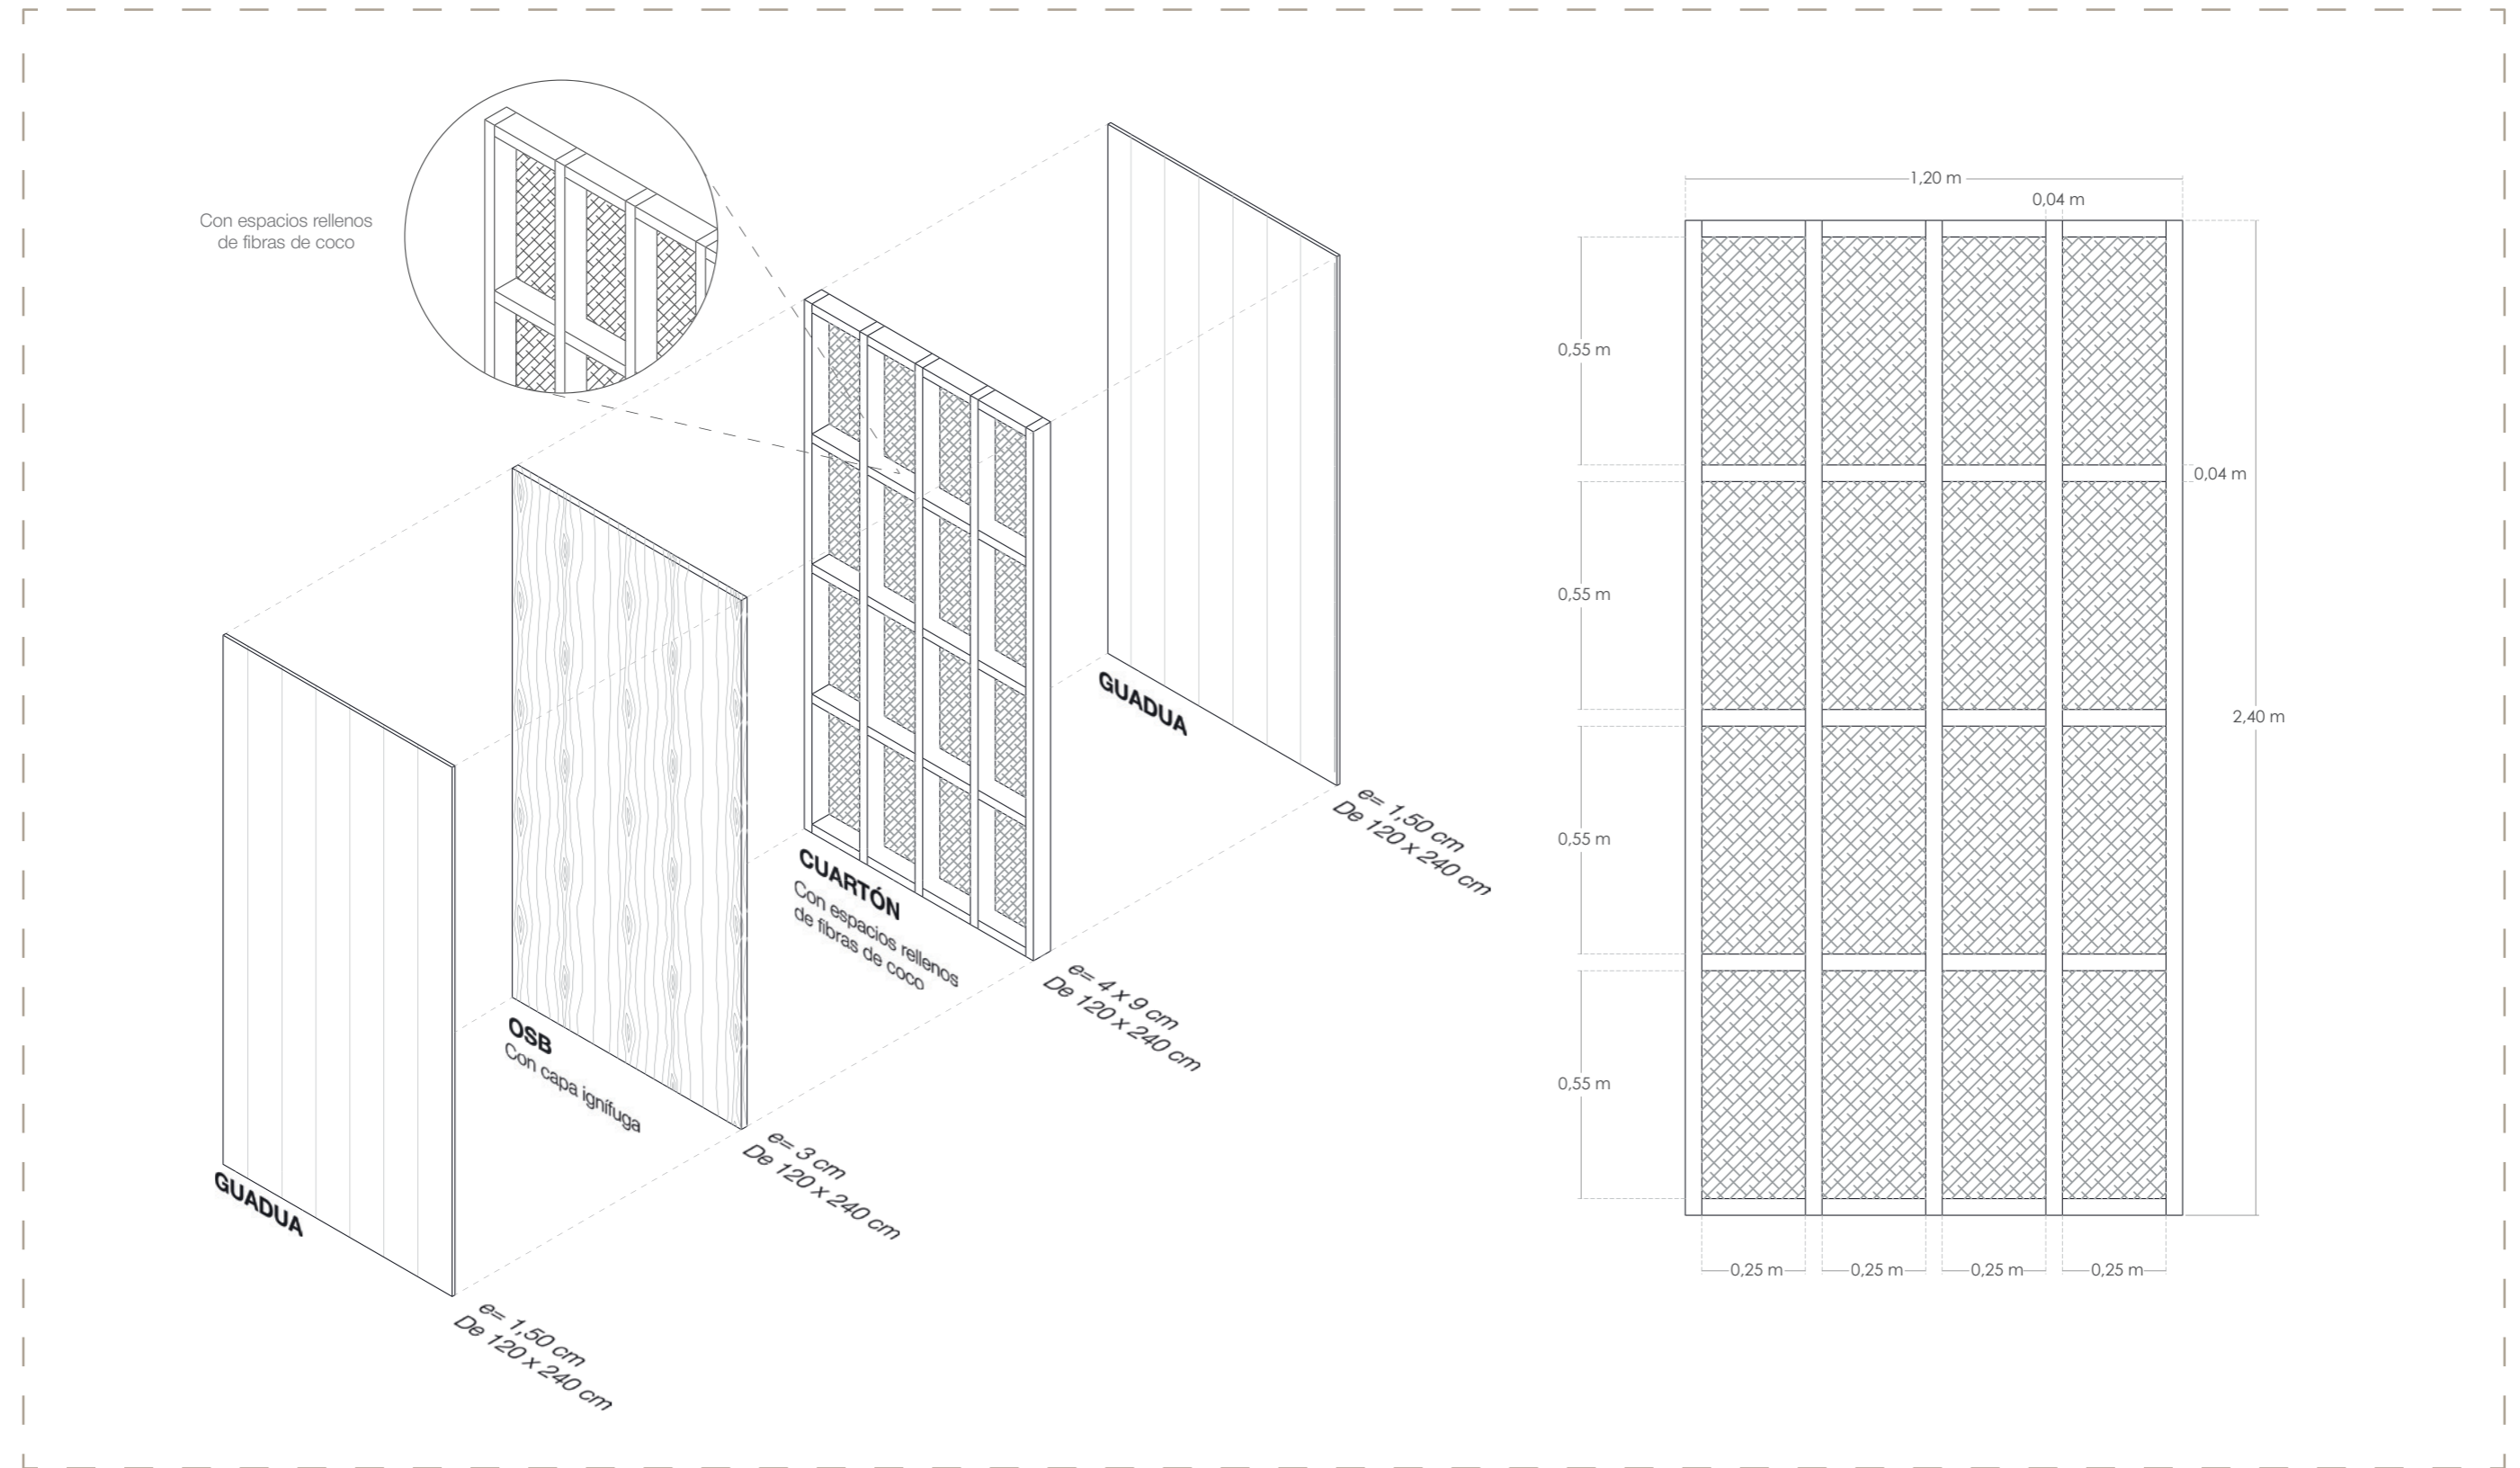 Con espacios rellenos
de fibras de coco
GUADUA
e= 1,50 cm
De 120 x 240 cm
OSB
Con capa ignífuga
e= 3 cm
De 120 x 240 cm
CUARTÓN
Con espacios rellenos
de fibras de coco
e= 4 x 9 cm
De 120 x 240 cm
GUADUA
e= 1,50 cm
De 120 x 240 cm
1,20 m
0,04 m
0,55 m
0,04 m
0,55 m
2,40 m
0,55 m
0,55 m
0,25 m
0,25 m
0,25 m
0,25 m